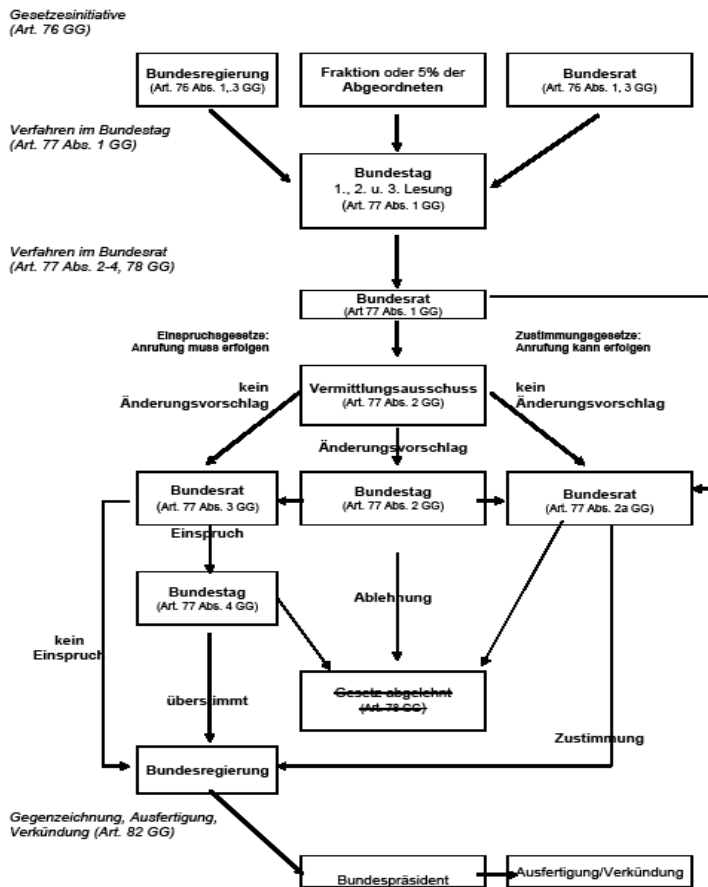 Gesetzesinitiative
(Art. 76 GG)
Bundesregierung
(Art. 76 Abs. 1,.3 GG)
Fraktion oder 5% der
Abgeordneten
Bundesrat
(Art. 76 Abs. 1, 3 GG)
Verfahren im Bundestag
(Art. 77 Abs. 1 GG)
Bundestag
1., 2. u. 3. Lesung
(Art. 77 Abs. 1 GG)
Verfahren im Bundesrat
(Art. 77 Abs. 2-4, 78 GG)
Bundesrat
(Art 77 Abs. 1 GG)
Einspruchsgesetze:
Anrufung muss erfolgen
Zustimmungsgesetze:
Anrufung kann erfolgen
kein
Änderungsvorschlag
Vermittlungsausschuss
(Art. 77 Abs. 2 GG)
kein
Änderungsvorschlag
Änderungsvorschlag
Bundesrat
(Art. 77 Abs. 3 GG)
Bundestag
(Art. 77 Abs. 2 GG)
Bundesrat
(Art. 77 Abs. 2a GG)
Einspruch
Bundestag
(Art. 77 Abs. 4 GG)
Ablehnung
kein
Einspruch
Gesetz abgelehnt
(Art. 78 GG)
überstimmt
Zustimmung
Bundesregierung
Gegenzeichnung, Ausfertigung,
Verkündung (Art. 82 GG)
Bundespräsident
Ausfertigung/Verkündung